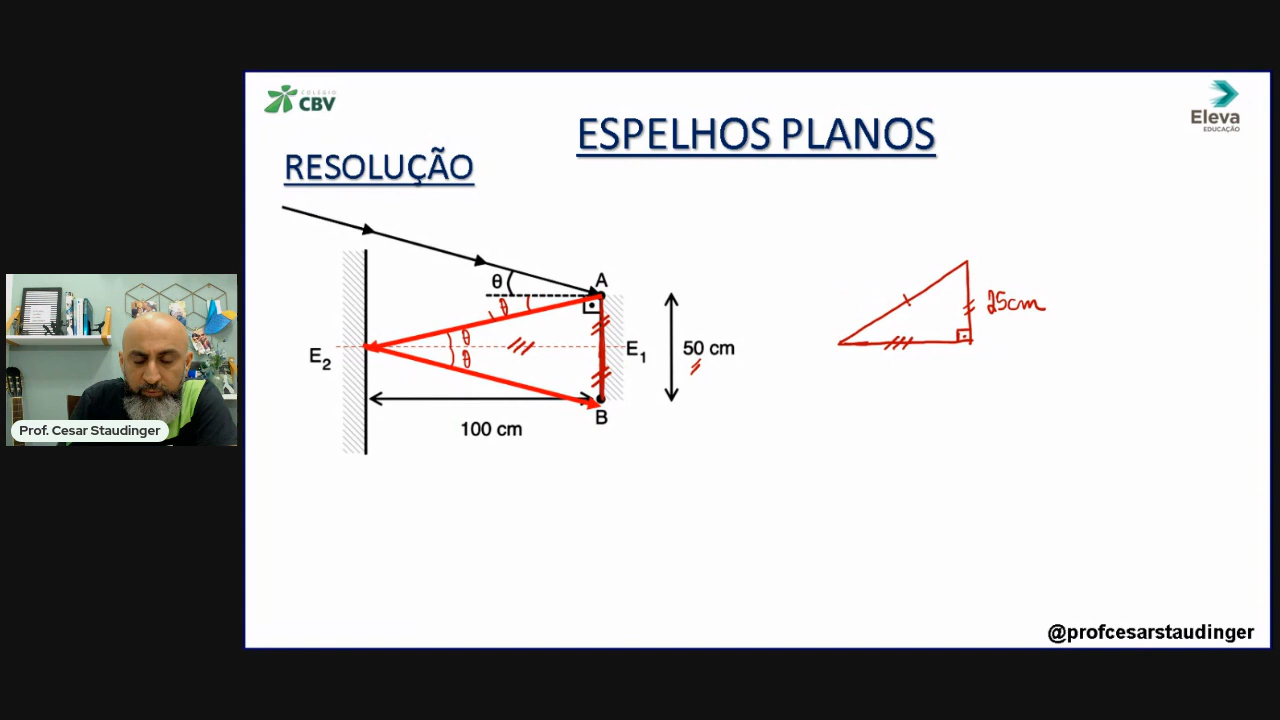 COLÉGIO
CBV
Eleva
EDUCAÇÃO
ESPELHOS PLANOS
RESOLUÇÃO
θ
A
θ
θ
θ
E2
E1
50 cm
25cm
B
100 cm
Prof. Cesar Staudinger
@profcesarstaudinger